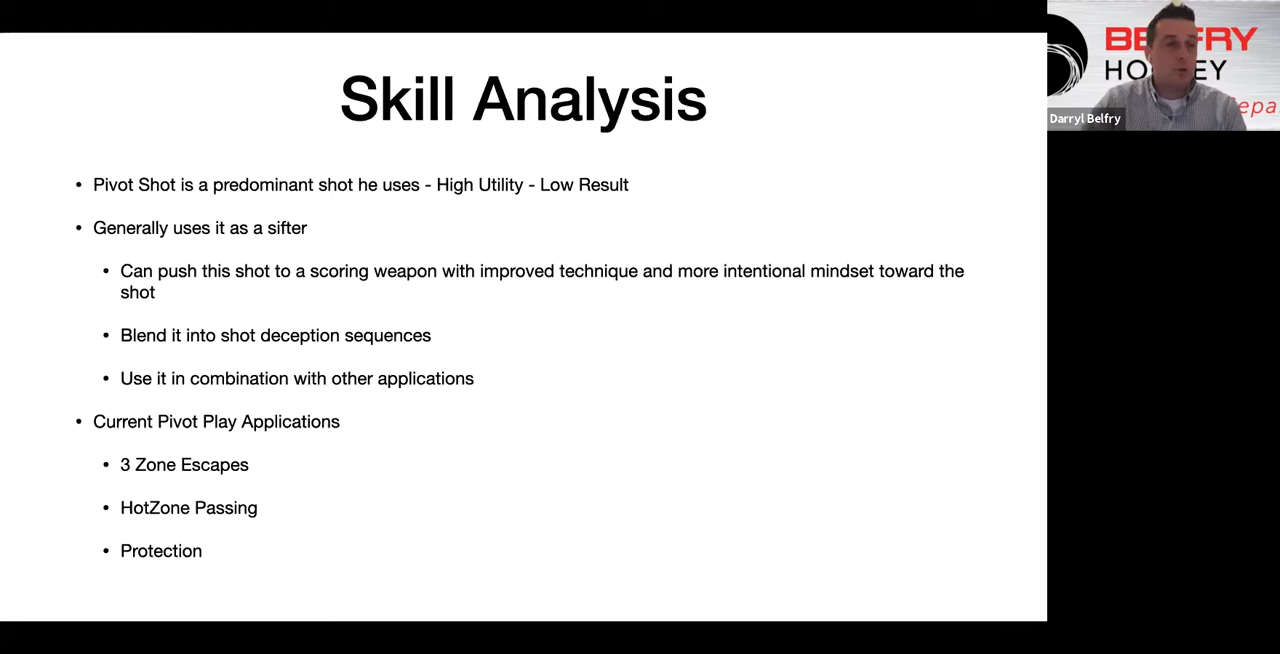 Skill Analysis
• Pivot Shot is a predominant shot he uses - High Utility - Low Result
• Generally uses it as a sifter
• Can push this shot to a scoring weapon with improved technique and more intentional mindset toward the
shot
• Blend it into shot deception sequences
• Use it in combination with other applications
• Current Pivot Play Applications
• 3 Zone Escapes
• HotZone Passing
• Protection
Darryl Belfry